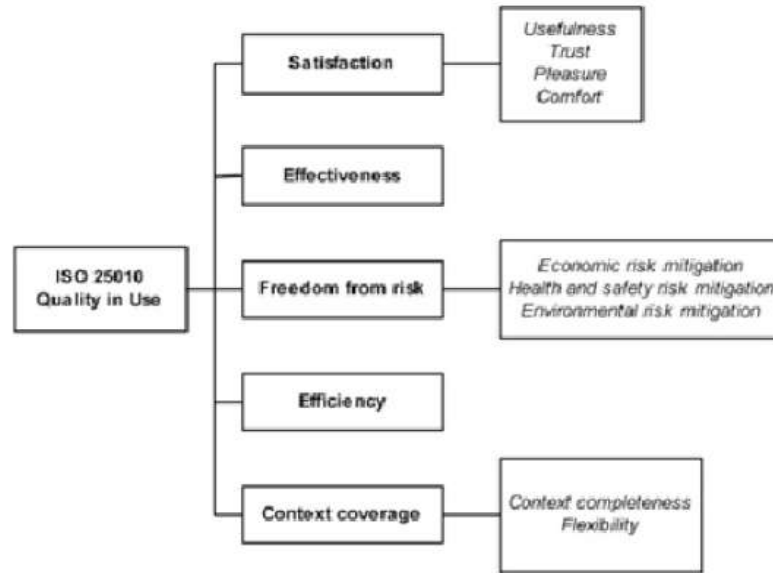 Satisfaction
Usefulness
Trust
Pleasure
Comfort
Effectiveness
ISO 25010
Quality in Use
Freedom from risk
Economic risk mitigation
Health and safety risk mitigation
Environmental risk mitigation
Efficiency
Context coverage
Context completeness
Flexibility